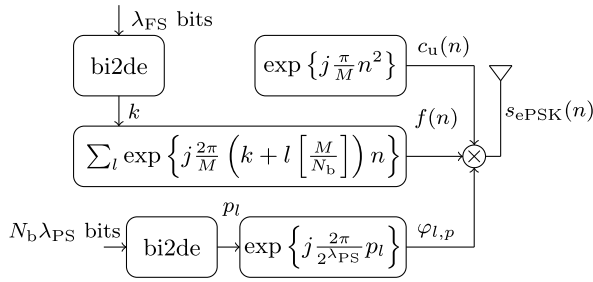 λ_FS bits
bi2de
exp {j π/M n²}
c_u(n)
k
f(n)
s_ePSK(n)
∑_l exp {j 2π/M (k + l [M/N_b]) n}
×
p_l
N_b λ_PS bits
bi2de
exp {j 2π/2^{λ_PS} p_l}
φ_{l,p}